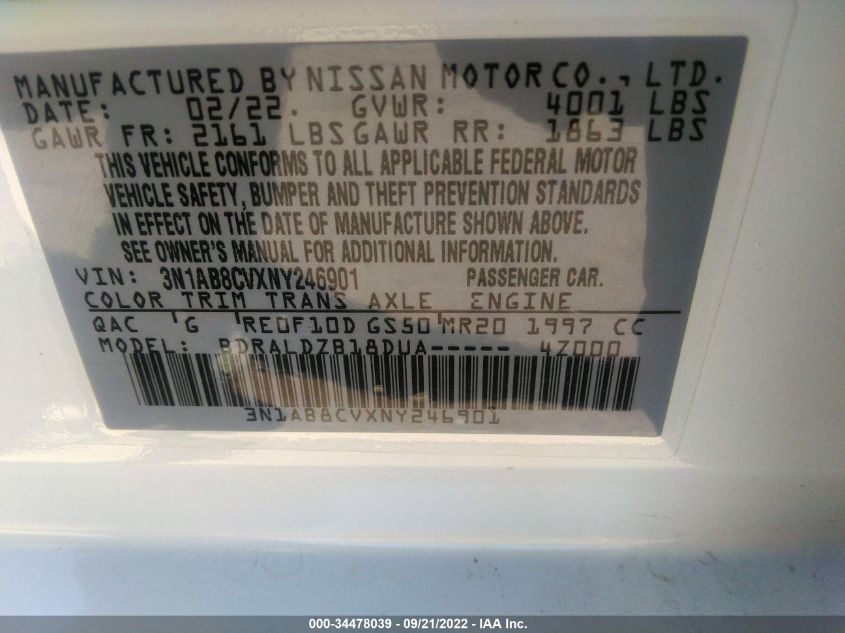 MANUFACTURED BY NISSAN MOTOR CO., LTD.
DATE: 02/22. GVWR: 4001 LBS
GAWR FR: 2161 LBS GAWR RR: 1863 LBS
THIS VEHICLE CONFORMS TO ALL APPLICABLE FEDERAL MOTOR
VEHICLE SAFETY, BUMPER AND THEFT PREVENTION STANDARDS
IN EFFECT ON THE DATE OF MANUFACTURE SHOWN ABOVE.
SEE OWNER'S MANUAL FOR ADDITIONAL INFORMATION.
VIN: 3N1AB8CVXNY246901 PASSENGER CAR.
COLOR TRIM TRANS AXLE ENGINE
QAC G RE0F10D GS50 MR20 1997 CC
MODEL: BDRALDZB18DUA----- 4Z000
3N1AB8CVXNY246901
000-34478039 - 09/21/2022 - IAA Inc.